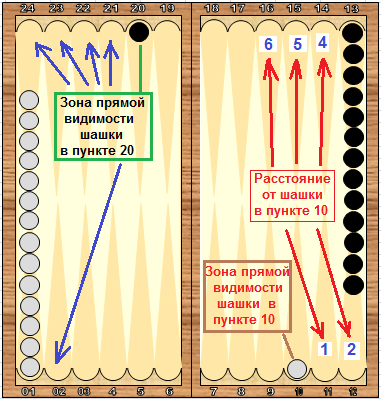 24 23 22 21 20 19 18 17 16 15 14 13
6 5 4
Зона прямой
видимости
шашки
в пункте 20
Расстояние
от шашки
в пункте 10
Зона прямой
видимости
шашки в
пункте 10
1 2
01 02 03 04 5 6 7 8 9 10 11 12